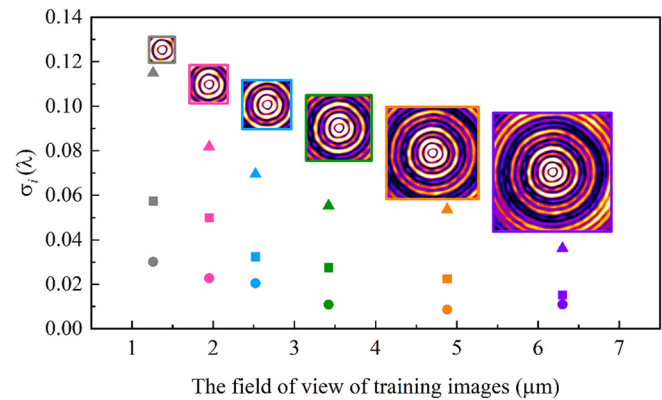 0.14
0.12
0.10
0.08
0.06
0.04
0.02
0.00
σi (λ)
1 2 3 4 5 6 7
The field of view of training images (μm)